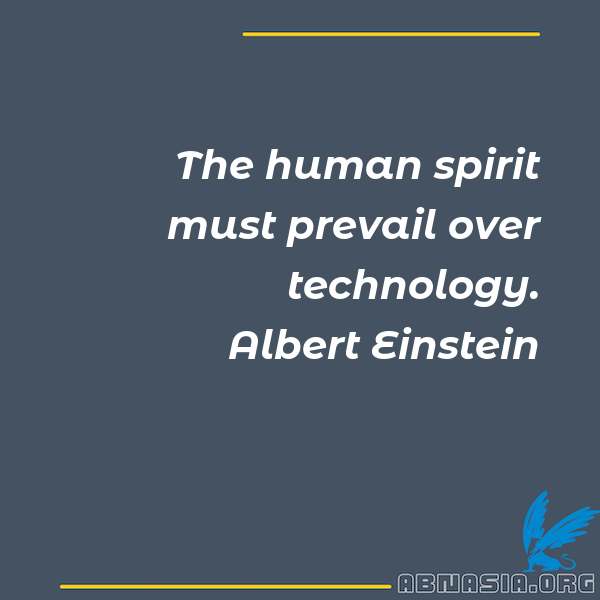 The human spirit
must prevail over
technology.
Albert Einstein
ABNASIA.ORG